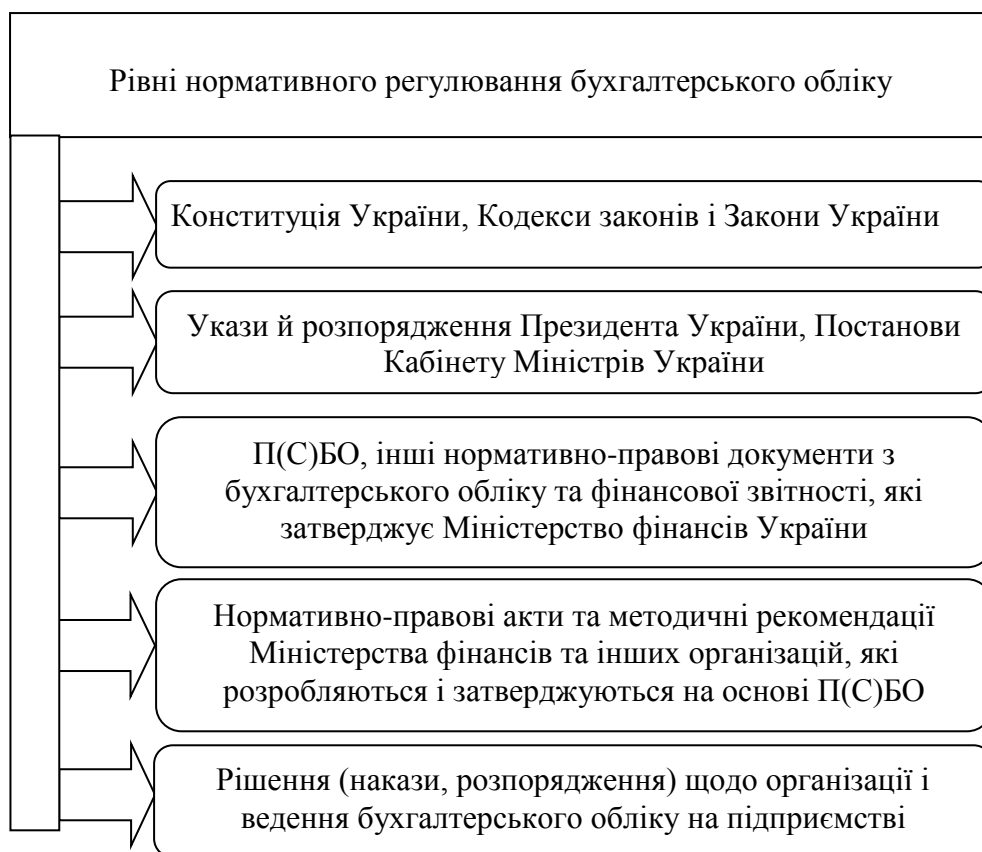 Рівні нормативного регулювання бухгалтерського обліку
Конституція України, Кодекси законів і Закони України
Укази й розпорядження Президента України, Постанови
Кабінету Міністрів України
П(С)БО, інші нормативно-правові документи з
бухгалтерського обліку та фінансової звітності, які
затверджує Міністерство фінансів України
Нормативно-правові акти та методичні рекомендації
Міністерства фінансів та інших організацій, які
розробляються і затверджуються на основі П(С)БО
Рішення (накази, розпорядження) щодо організації і
ведення бухгалтерського обліку на підприємстві